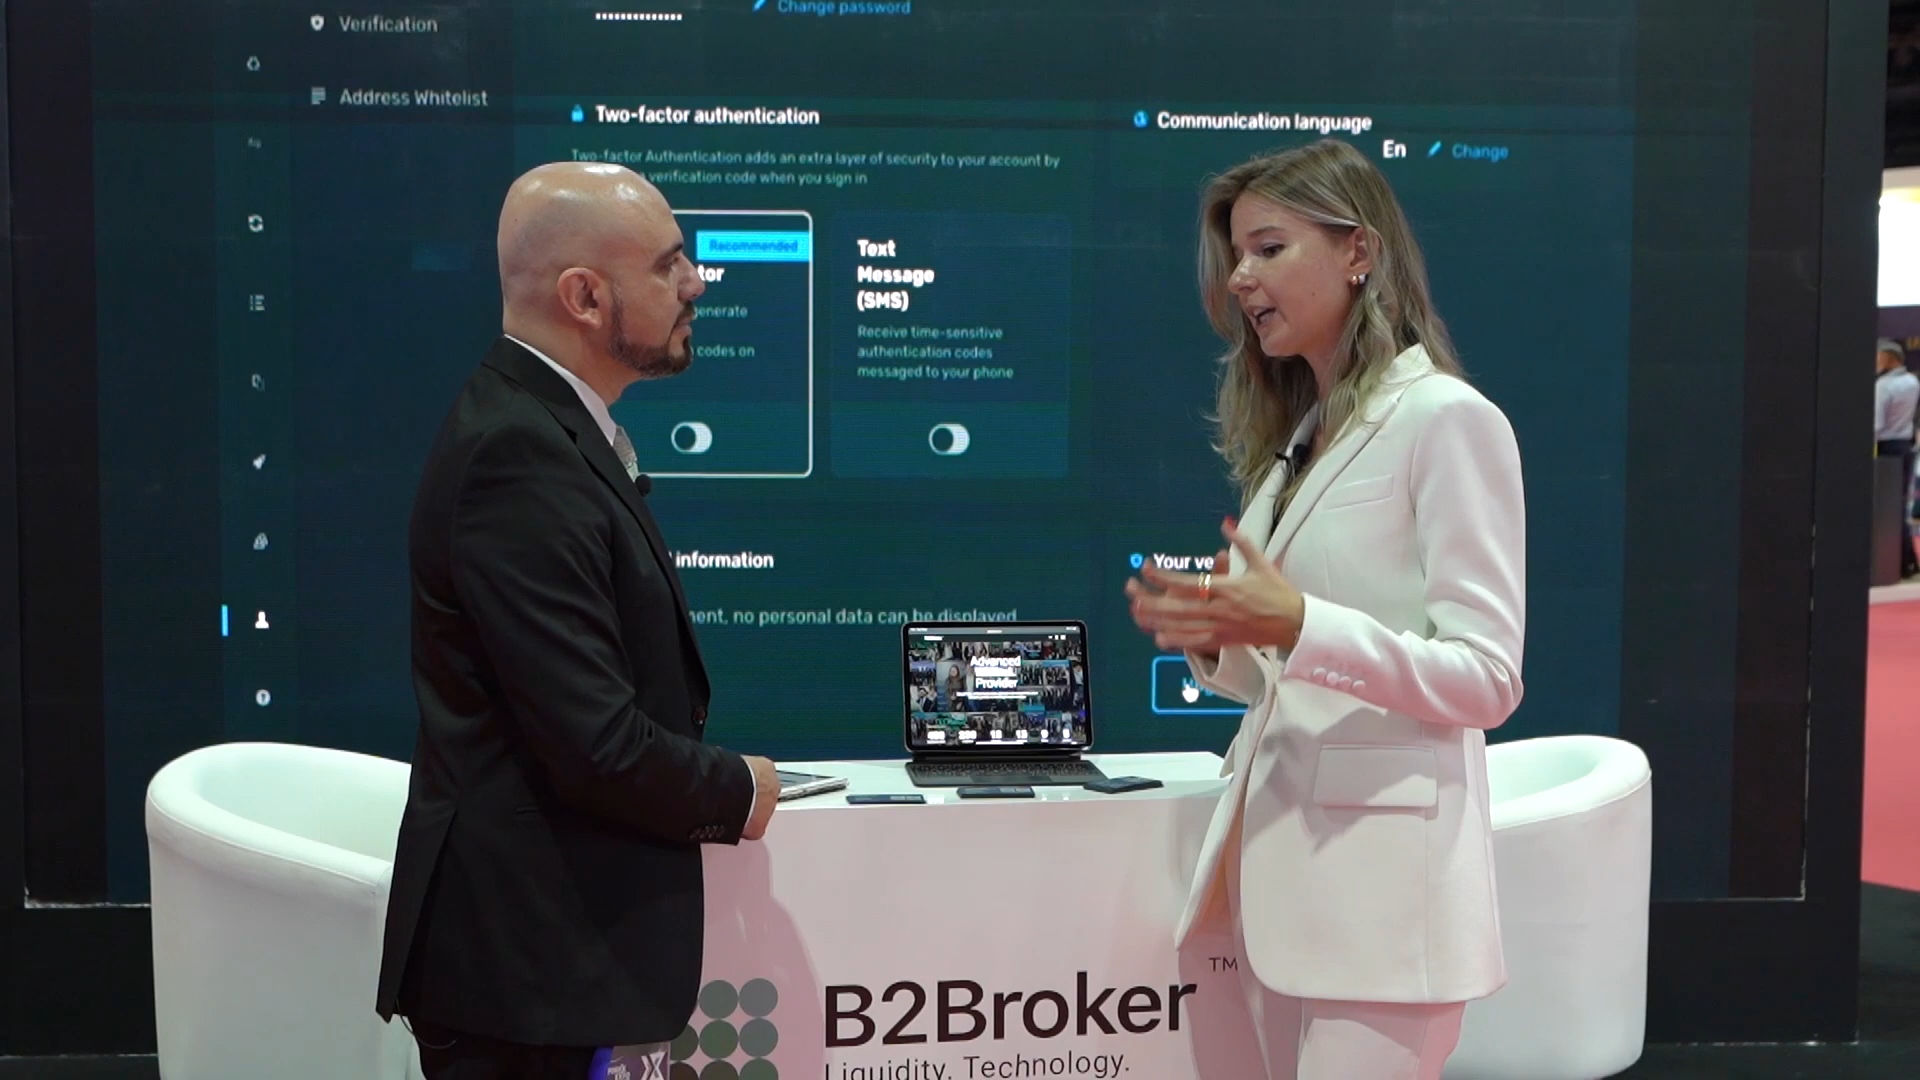 Change password
Verification
Address Whitelist
Two-factor authentication
Two-factor Authentication adds an extra layer of security to your account by
verification code when you sign in
Communication language
En
Change
Recommended
tor
enerate
codes on
Text
Message
(SMS)
Receive time-sensitive
authentication codes
messaged to your phone
information
ent, no personal data can be displayed
Your ve
Advanced
Provider
B2Broker
TM
Liquidity. Technology.